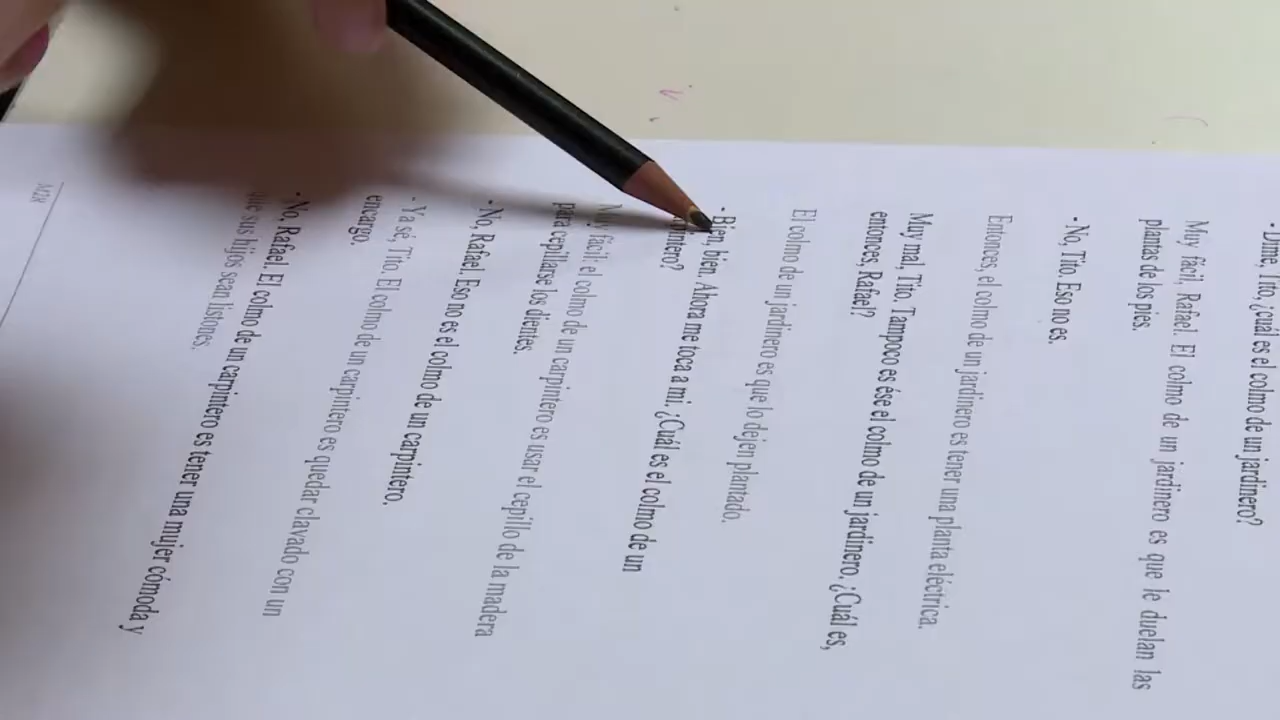 - Dime, Tito, ¿cuál es el colmo de un jardinero?
Muy fácil, Rafael. El colmo de un jardinero es que le duelan las
plantas de los pies.
- No, Tito. Eso no es.
Entonces, el colmo de un jardinero es tener una planta eléctrica.
Muy mal, Tito. Tampoco es ése el colmo de un jardinero. ¿Cuál es,
entonces, Rafael?
El colmo de un jardinero es que lo dejen plantado.
- Bien, bien. Ahora me toca a mi. ¿Cuál es el colmo de un
Muy fácil: el colmo de un carpintero es usar el cepillo de la madera
para cepillarse los dientes.
- No, Rafael. Eso no es el colmo de un carpintero.
- Ya sé, Tito. El colmo de un carpintero es quedar clavado con un
encargo.
- No, Rafael. El colmo de un carpintero es tener una mujer cómoda y
que sus hijos sean listones.